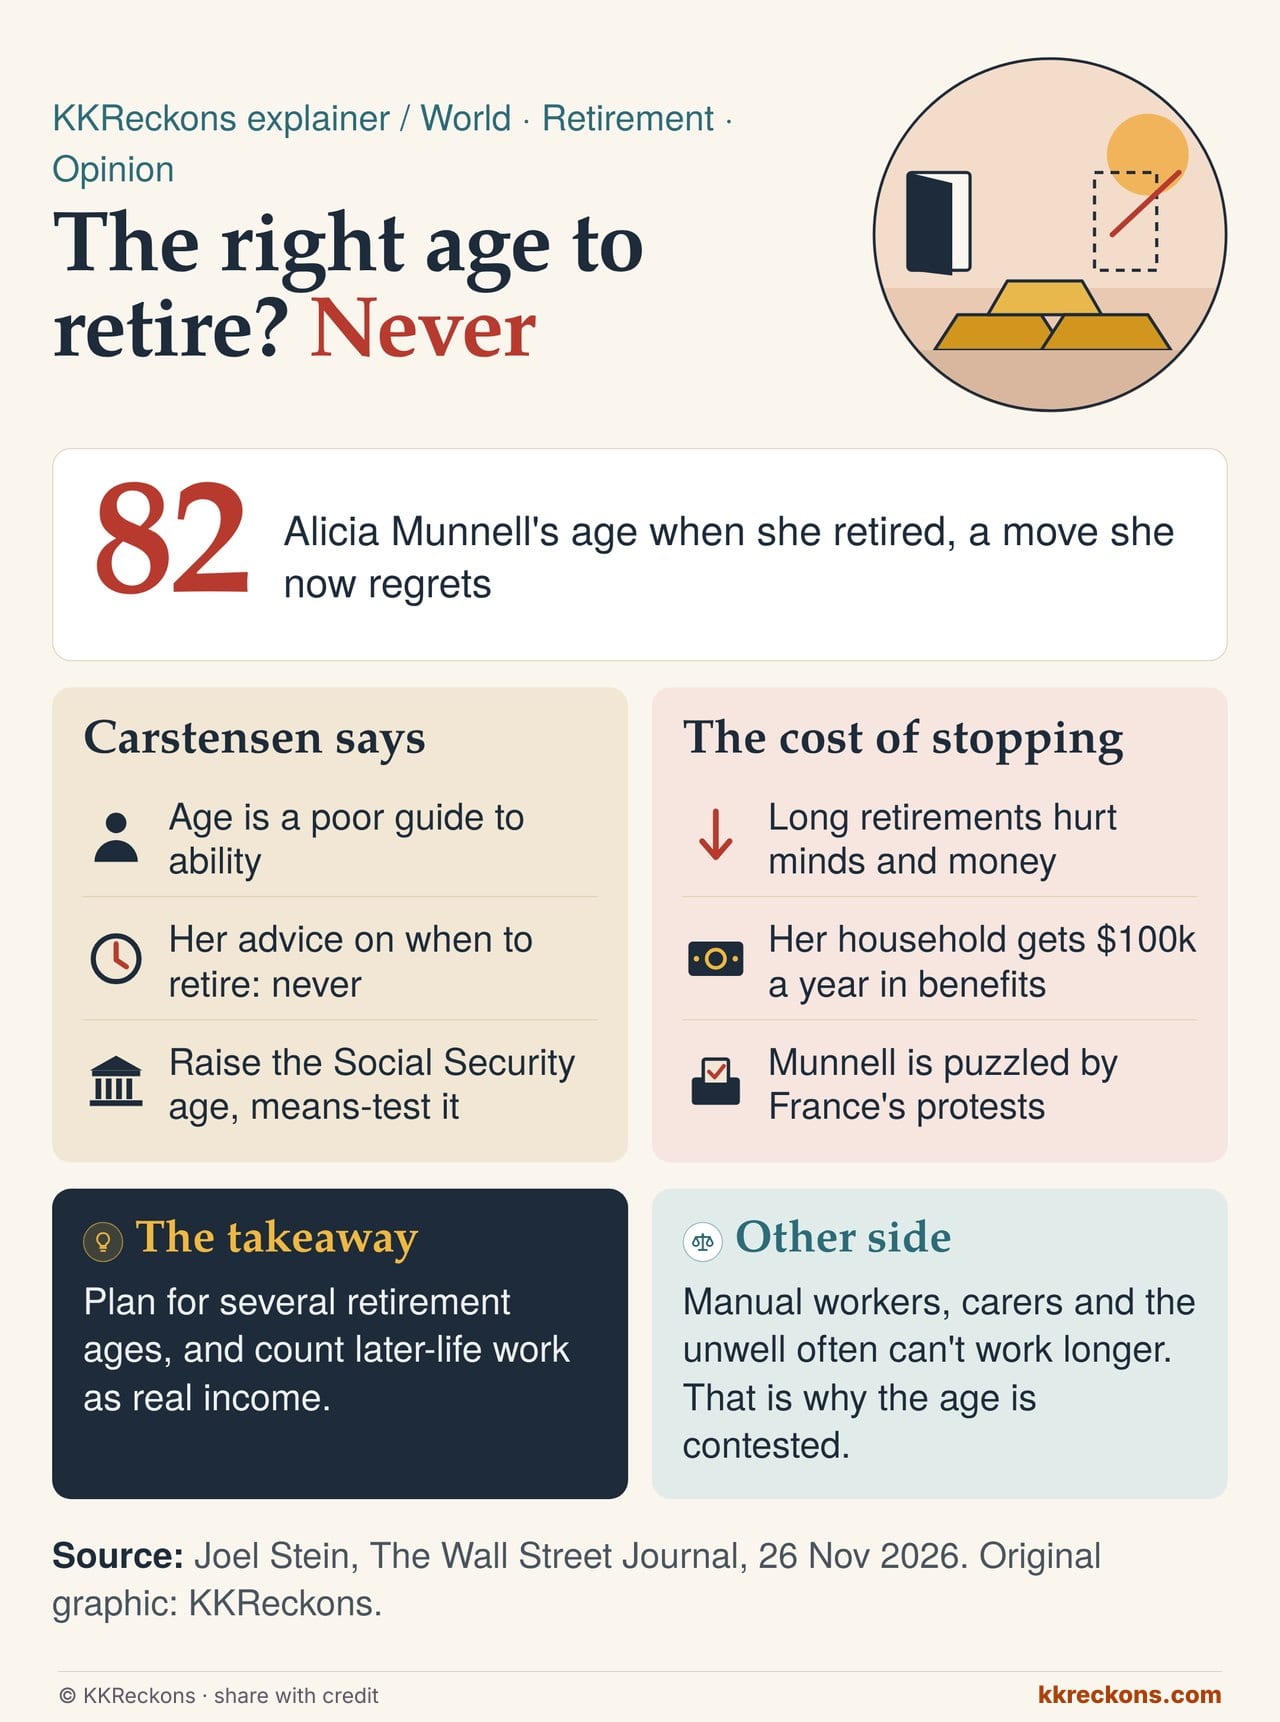 KKReckons explainer / World · Retirement ·
Opinion
The right age to
retire? Never
82
Alicia Munnell's age when she retired, a move she
now regrets
Carstensen says
Age is a poor guide to
ability
Her advice on when to
retire: never
Raise the Social Security
age, means-test it
The cost of stopping
Long retirements hurt
minds and money
Her household gets $100k
a year in benefits
Munnell is puzzled by
France's protests
The takeaway
Plan for several retirement
ages, and count later-life work
as real income.
Other side
Manual workers, carers and the
unwell often can't work longer.
That is why the age is
contested.
Source: Joel Stein, The Wall Street Journal, 26 Nov 2026. Original
graphic: KKReckons.
© KKReckons · share with credit
kkreckons.com